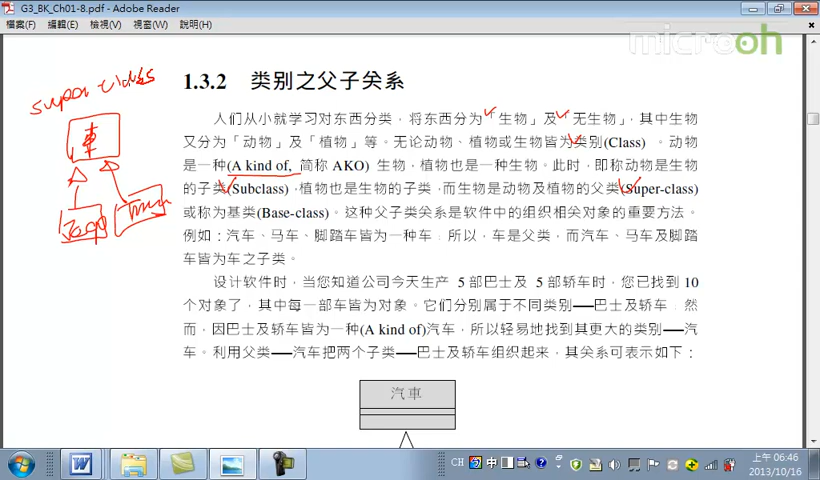 G3_BK_Ch01-8.pdf - Adobe Reader
檔案(F) 編輯(E) 檢視(V) 視窗(W) 說明(H)
microoh
1.3.2 类别之父子关系
super class
車
人们从小就学习对东西分类，将东西分为「生物」及「无生物」，其中生物
又分为「动物」及「植物」等。无论动物、植物或生物皆为类别(Class) 。动物
是一种(A kind of, 简称 AKO) 生物，植物也是一种生物。此时，即称动物是生物
的子类(Subclass)，植物也是生物的子类，而生物是动物及植物的父类(Super-class)
或称为基类(Base-class)。这种父子类关系是软件中的组织相关对象的重要方法。
例如：汽车、马车、脚踏车皆为一种车；所以，车是父类，而汽车、马车及脚踏
车皆为车之子类。
设计软件时，当您知道公司今天生产 5 部巴士及 5 部轿车时，您已找到 10
个对象了，其中每一部车皆为对象。它们分别属于不同类别──巴士及轿车；然
而，因巴士及轿车皆为一种(A kind of)汽车，所以轻易地找到其更大的类别──汽
车。利用父类──汽车把两个子类──巴士及轿车组织起来，其关系可表示如下：
汽車
CH 中
上午 06:46
2013/10/16